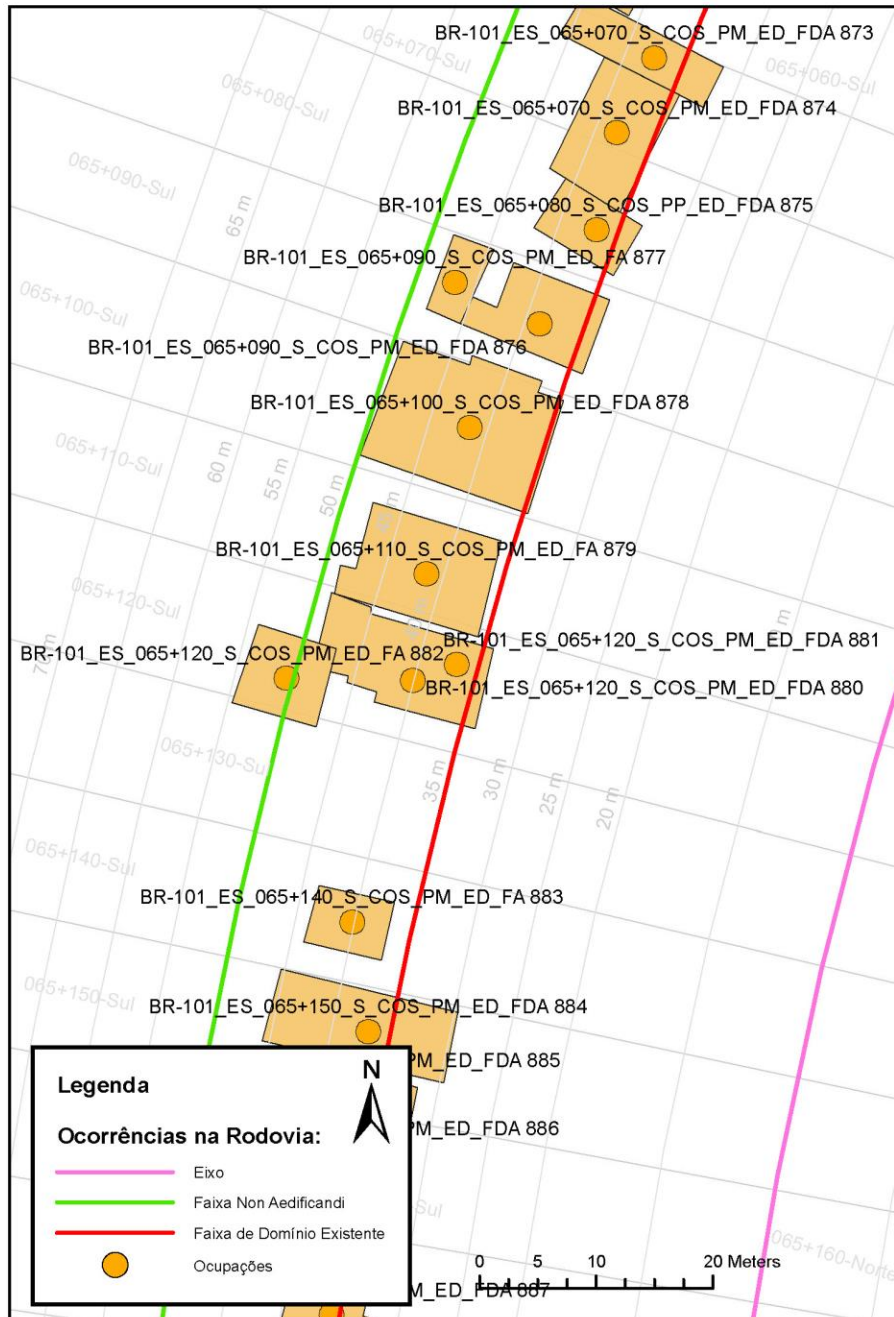 BR-101_ES_065+070_S_COS_PM_ED_FDA 873
065+070-Sul
065+060-Sul
065+080-Sul
BR-101_ES_065+070_S_COS_PM_ED_FDA 874
065+090-Sul
65 m
BR-101_ES_065+080_S_COS_PP_ED_FDA 875
BR-101_ES_065+090_S_COS_PM_ED_FA 877
065+100-Sul
BR-101_ES_065+090_S_COS_PM_ED_FDA 876
BR-101_ES_065+100_S_COS_PM_ED_FDA 878
065+110-Sul
60 m
55 m
50 m
BR-101_ES_065+110_S_COS_PM_ED_FA 879
065+120-Sul
m
BR-101_ES_065+120_S_COS_PM_ED_FDA 881
70 m
BR-101_ES_065+120_S_COS_PM_ED_FA 882
BR-101_ES_065+120_S_COS_PM_ED_FDA 880
065+130-Sul
35 m
30 m
25 m
20 m
065+140-Sul
BR-101_ES_065+140_S_COS_PM_ED_FA 883
065+150-Sul
BR-101_ES_065+150_S_COS_PM_ED_FDA 884
PM_ED_FDA 885
PM_ED_FDA 886
-Sul
065+160-Norte
M_ED_FDA 887
Legenda
N
Ocorrências na Rodovia:
Eixo
Faixa Non Aedificandi
Faixa de Domínio Existente
Ocupações
0 5 10 20 Meters